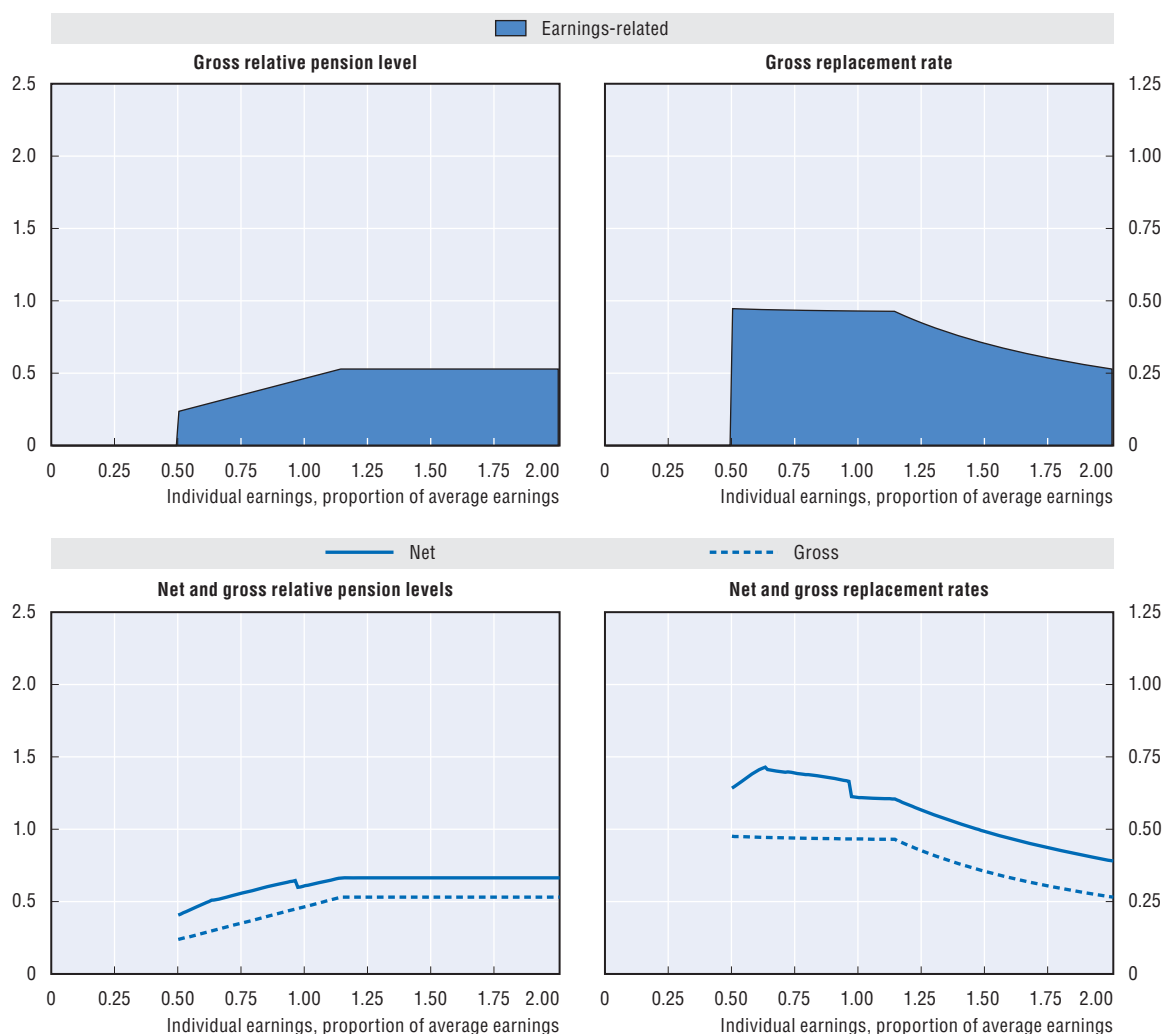 Earnings-related
Gross relative pension level
2.5
2.0
1.5
1.0
0.5
0
0 0.25 0.50 0.75 1.00 1.25 1.50 1.75 2.00
Individual earnings, proportion of average earnings
Gross replacement rate
1.25
1.00
0.75
0.50
0.25
0
0 0.25 0.50 0.75 1.00 1.25 1.50 1.75 2.00
Individual earnings, proportion of average earnings
Net Gross
Net and gross relative pension levels
2.5
2.0
1.5
1.0
0.5
0
0 0.25 0.50 0.75 1.00 1.25 1.50 1.75 2.00
Individual earnings, proportion of average earnings
Net and gross replacement rates
1.25
1.00
0.75
0.50
0.25
0
0 0.25 0.50 0.75 1.00 1.25 1.50 1.75 2.00
Individual earnings, proportion of average earnings